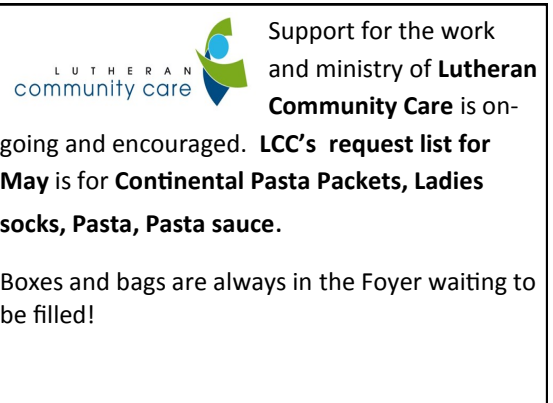 LUTHERAN
community care
Support for the work
and ministry of Lutheran
Community Care is on-
going and encouraged.  LCC's  request list for
May is for Continental Pasta Packets, Ladies
socks, Pasta, Pasta sauce.
Boxes and bags are always in the Foyer waiting to
be filled!